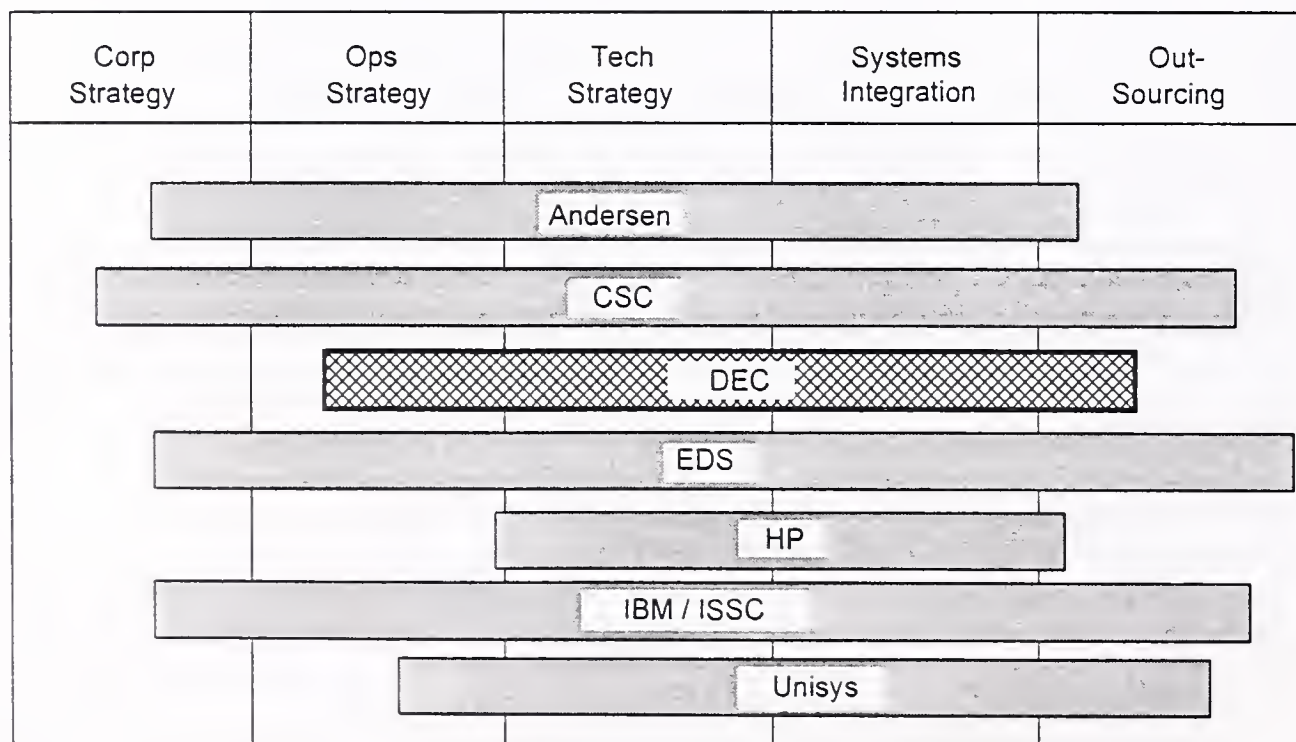 Corp
Strategy
Ops
Strategy
Tech
Strategy
Systems
Integration
Out-
Sourcing
Andersen
CSC
DEC
EDS
HP
IBM / ISSC
Unisys